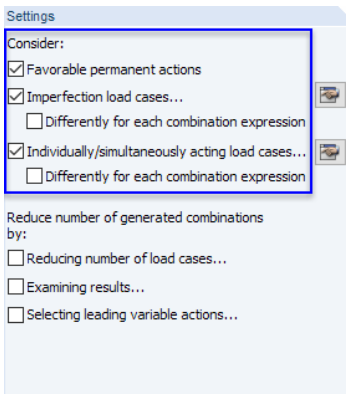 Settings
Consider:
Favorable permanent actions
Imperfection load cases...
Differently for each combination expression
Individually/simultaneously acting load cases...
Differently for each combination expression
Reduce number of generated combinations
by:
Reducing number of load cases...
Examining results...
Selecting leading variable actions...